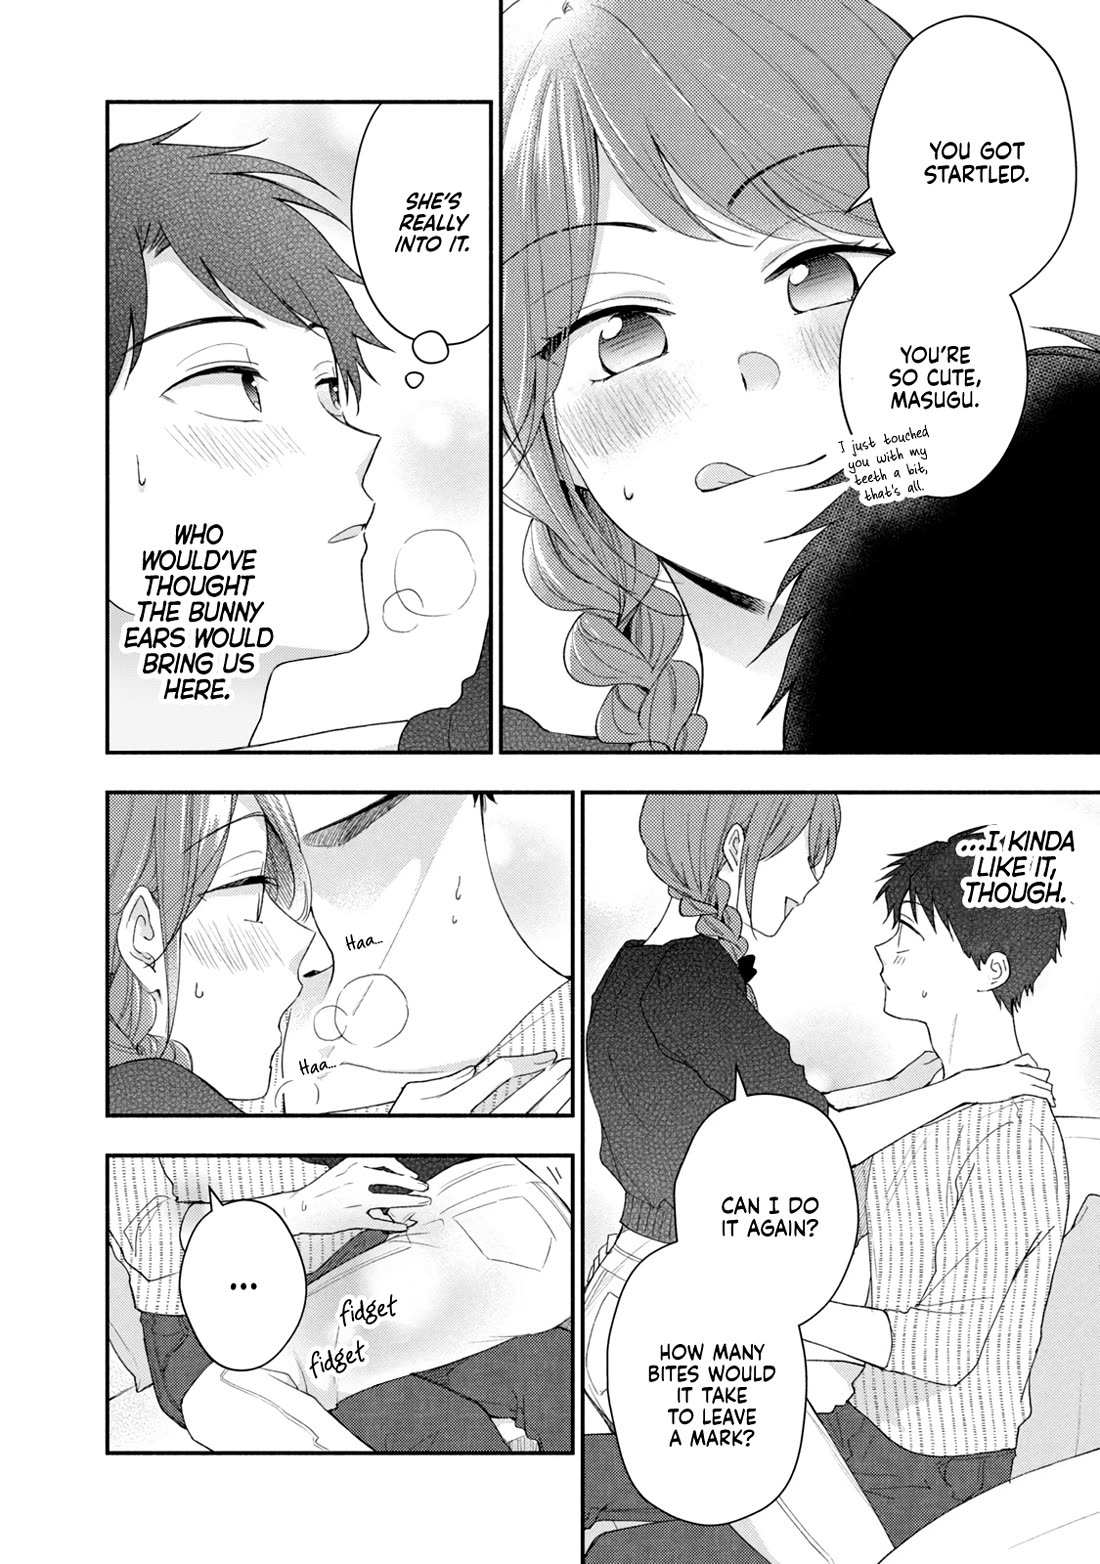 YOU GOT
STARTLED.
YOU'RE
SO CUTE,
MASUGU.
I just touched
you with my
teeth a bit,
that's all.
SHE'S
REALLY
INTO IT.
WHO
WOULD'VE
THOUGHT
THE BUNNY
EARS WOULD
BRING US
HERE.
...I KINDA
LIKE IT,
THOUGH.
CAN I DO
IT AGAIN?
HOW MANY
BITES WOULD
IT TAKE
TO LEAVE
A MARK?
Haa...
Haa...
...
fidget
fidget